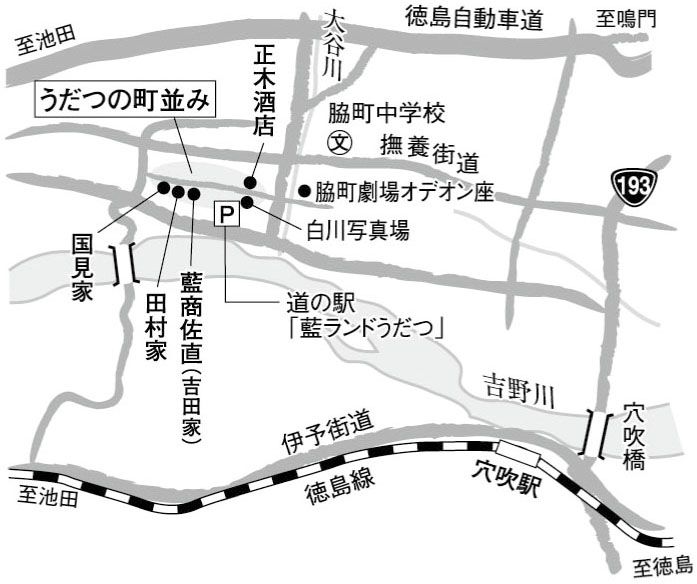 至池田
大谷川
徳島自動車道
至鳴門
正木酒店
うだつの町並み
脇町中学校
文
撫養街道
193
脇町劇場オデオン座
P
白川写真場
国見家
田村家
藍商佐直(吉田家)
道の駅
「藍ランドうだつ」
吉野川
穴吹橋
伊予街道
徳島線
穴吹駅
至池田
至徳島